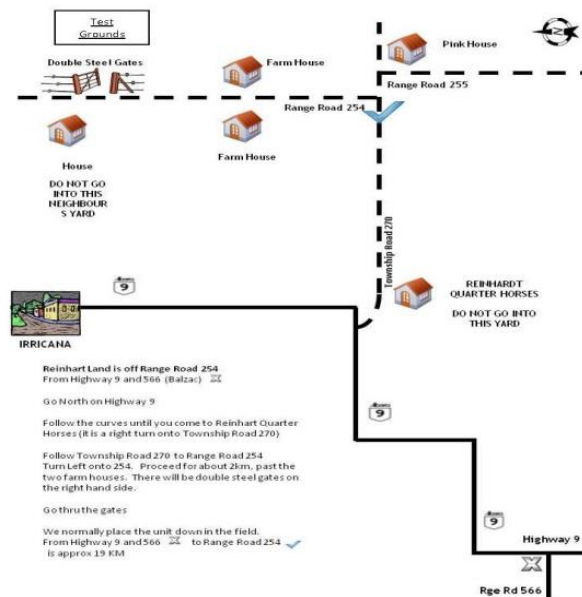 Test
Grounds
Double Steel Gates
Farm House
Pink House
N
Range Road 255
Range Road 254
House
Farm House
DO NOT GO
INTO THIS
NEIGHBOUR
S YARD
Township Road 270
REINHARDT
QUARTER HORSES
DO NOT GO INTO
THIS YARD
9
IRRICANA
Reinhart Land is off Range Road 254
From Highway 9 and 566 (Balzac)
Go North on Highway 9
Follow the curves until you come to Reinhart Quarter
Horses (it is a right turn onto Township Road 270)
Follow Township Road 270 to Range Road 254
Turn Left onto 254. Proceed for about 2km, past the
two farm houses. There will be double steel gates on
the right hand side.
Go thru the gates
We normally place the unit down in the field.
From Highway 9 and 566 to Range Road 254
is approx 19 KM
9
9
Highway 9
Rge Rd 566